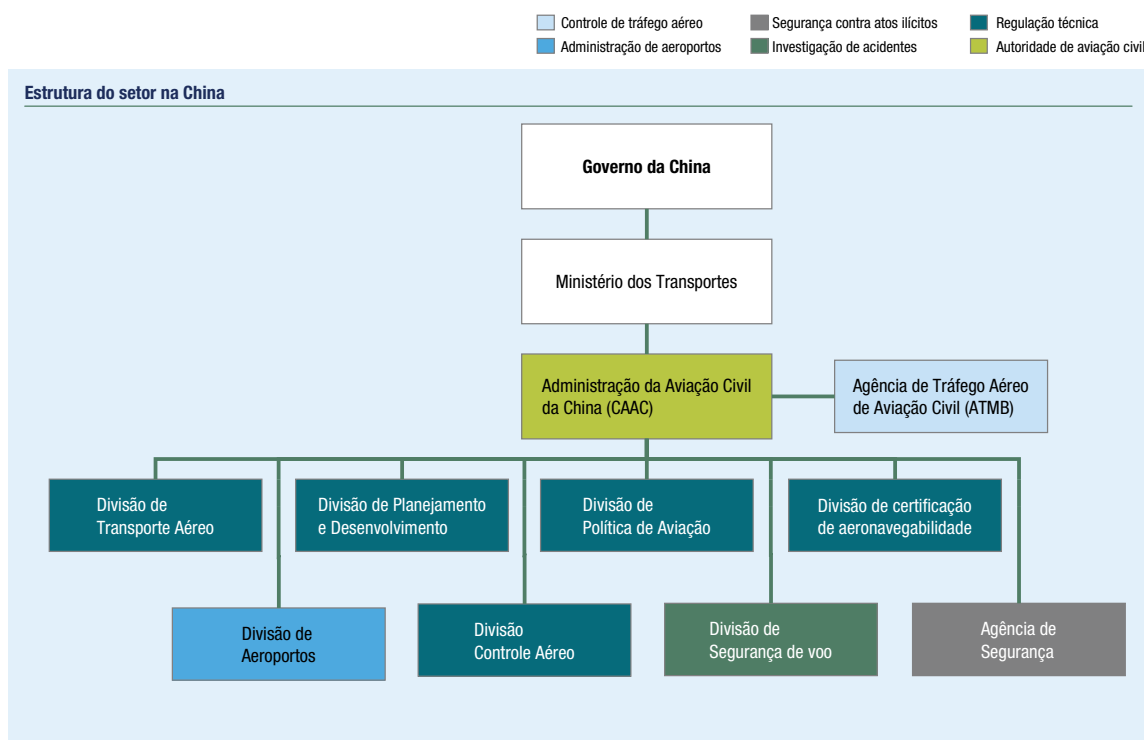 Controle de tráfego aéreo
Segurança contra atos ilícitos
Regulação técnica
Administração de aeroportos
Investigação de acidentes
Autoridade de aviação civil
Estrutura do setor na China
Governo da China
Ministério dos Transportes
Administração da Aviação Civil
da China (CAAC)
Agência de Tráfego Aéreo
de Aviação Civil (ATMB)
Divisão de
Transporte Aéreo
Divisão de Planejamento
e Desenvolvimento
Divisão de
Política de Aviação
Divisão de certificação
de aeronavegabilidade
Divisão de
Aeroportos
Divisão
Controle Aéreo
Divisão de
Segurança de voo
Agência de
Segurança